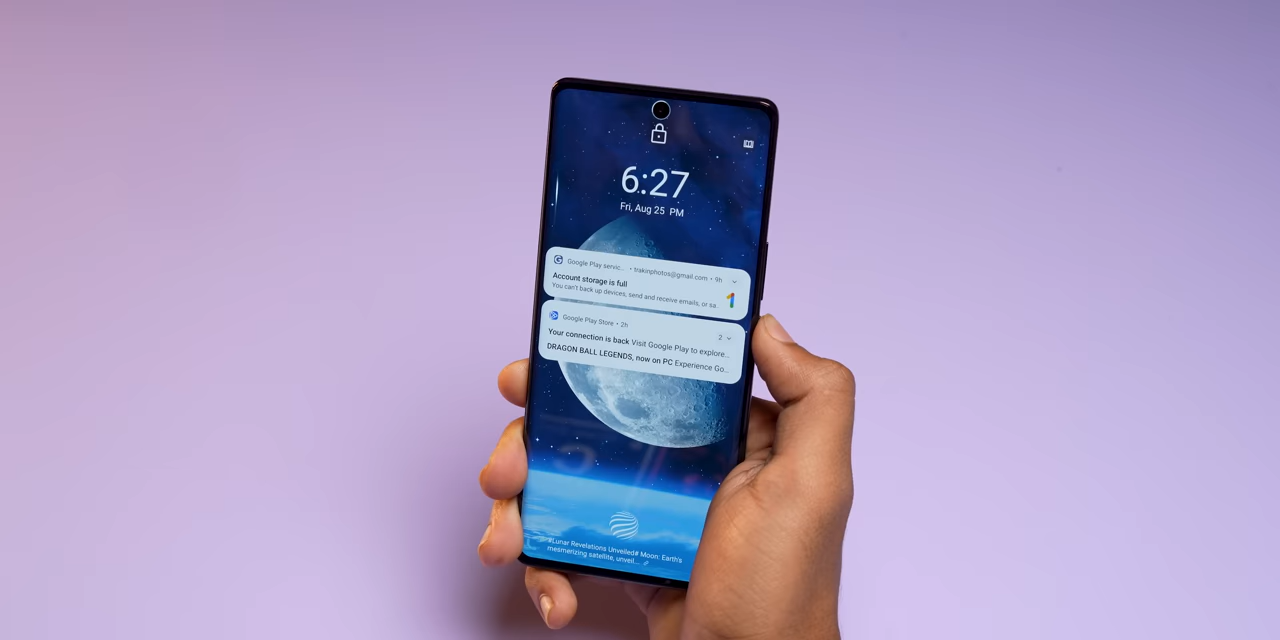 6:27
Fri, Aug 25 PM
Google Play servic... • trakinphotos@gmail.com • 9h
Account storage is full
You can't back up devices, send and receive emails, or sa..
Google Play Store • 2h
2
Your connection is back Visit Google Play to explore...
DRAGON BALL LEGENDS, now on PC Experience Go...
#Lunar Revelations Unveiled# Moon: Earth's
mesmerizing satellite, unveil...